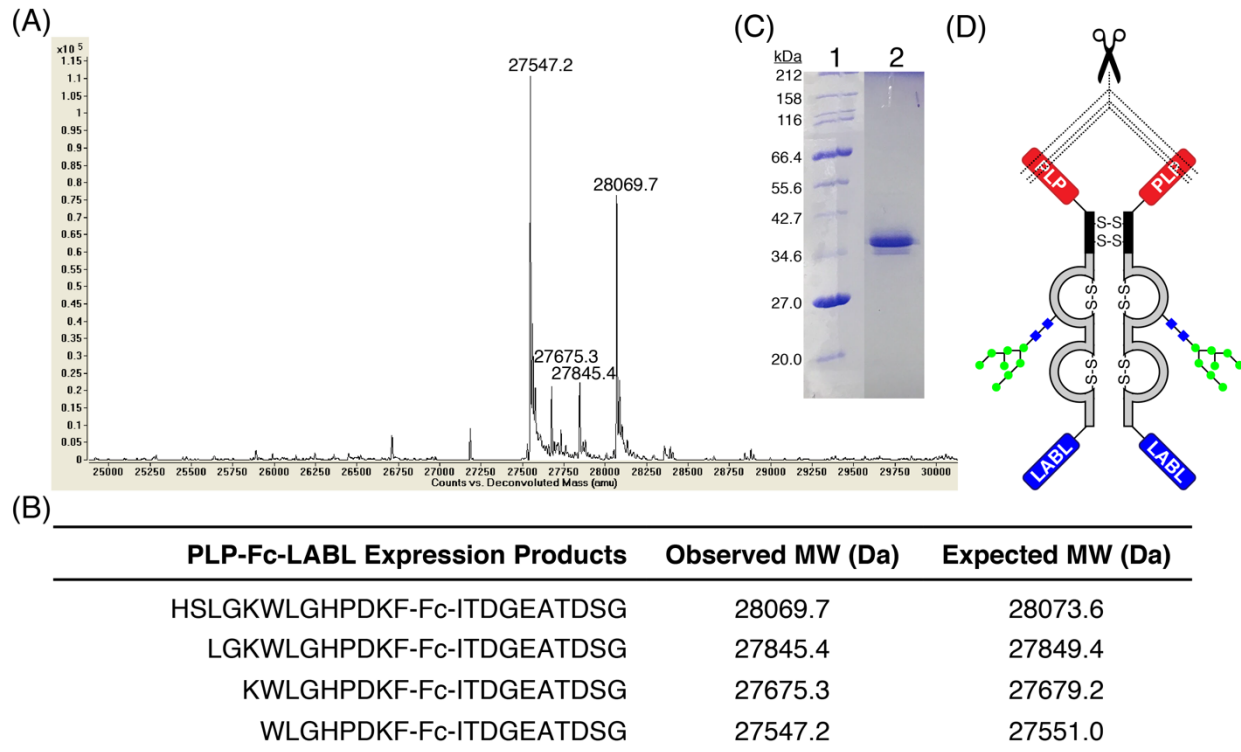 (A)
x10 5
1.15
1.1
1.05
1
0.95
0.9
0.85
0.8
0.75
0.7
0.65
0.6
0.55
0.5
0.45
0.4
0.35
0.3
0.25
0.2
0.15
0.1
0.05
0
27547.2
28069.7
27675.3
27845.4
25000 25250 25500 25750 26000 26250 26500 26750 27000 27250 27500 27750 28000 28250 28500 28750 29000 29250 29500 29750 30000
Counts vs. Deconvoluted Mass (amu)
(C)
kDa 1 2
212
158
116
66.4
55.6
42.7
34.6
27.0
20.0
(D)
PLP PLP
S-S
S-S
S-S S-S
S-S S-S
LABL LABL
(B)
PLP-Fc-LABL Expression Products Observed MW (Da) Expected MW (Da)
HSLGKWLGHPDKF-Fc-ITDGEATDSG 28069.7 28073.6
LGKWLGHPDKF-Fc-ITDGEATDSG 27845.4 27849.4
KWLGHPDKF-Fc-ITDGEATDSG 27675.3 27679.2
WLGHPDKF-Fc-ITDGEATDSG 27547.2 27551.0